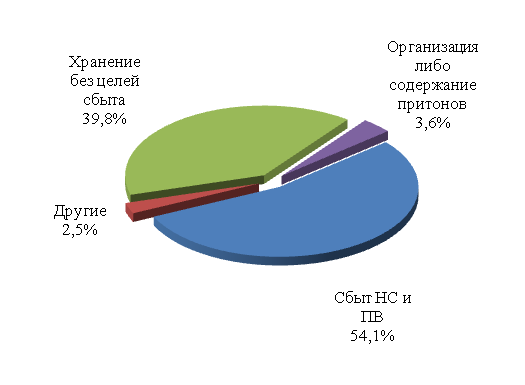 Хранение
без целей
сбыта
39,8%
Организация
либо
содержание
притонов
3,6%
Другие
2,5%
Сбыт НС и
ПВ
54,1%